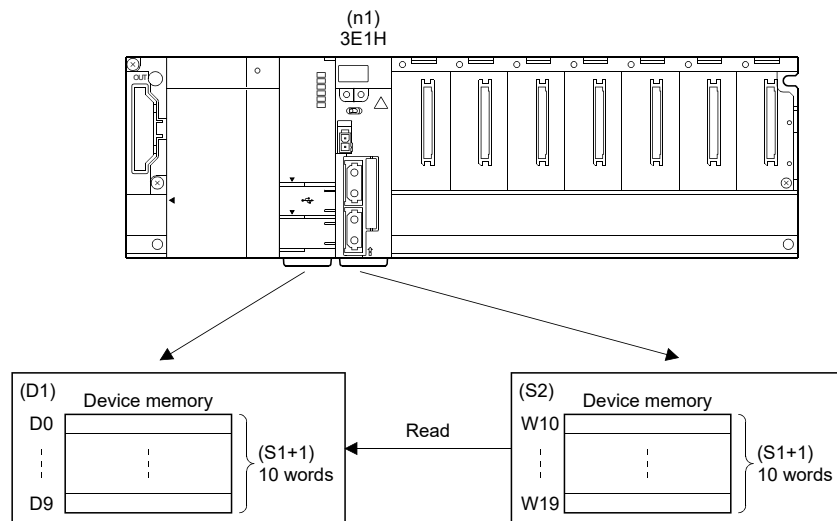 (n1)
3E1H
OUT
(D1)
Device memory
D0
D9
(S1+1)
10 words
Read
(S2)
Device memory
W10
W19
(S1+1)
10 words